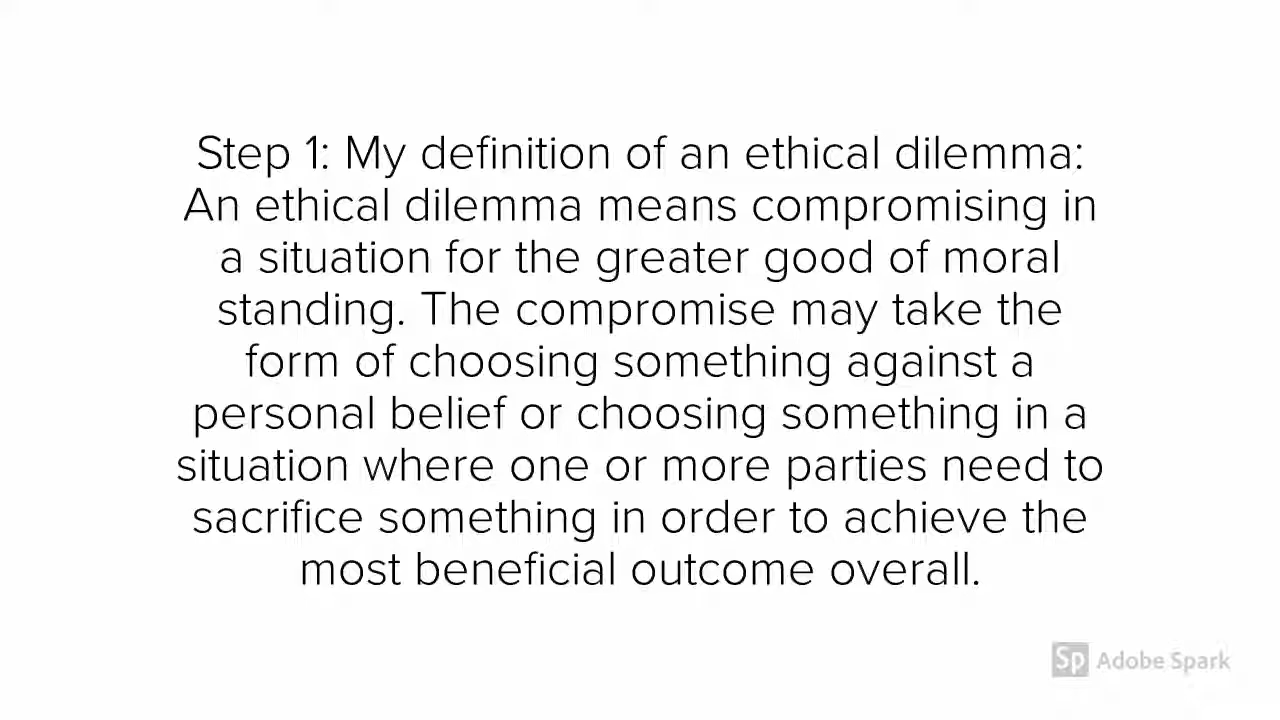 Step 1: My definition of an ethical dilemma:
An ethical dilemma means compromising in
a situation for the greater good of moral
standing. The compromise may take the
form of choosing something against a
personal belief or choosing something in a
situation where one or more parties need to
sacrifice something in order to achieve the
most beneficial outcome overall.
Sp Adobe Spark